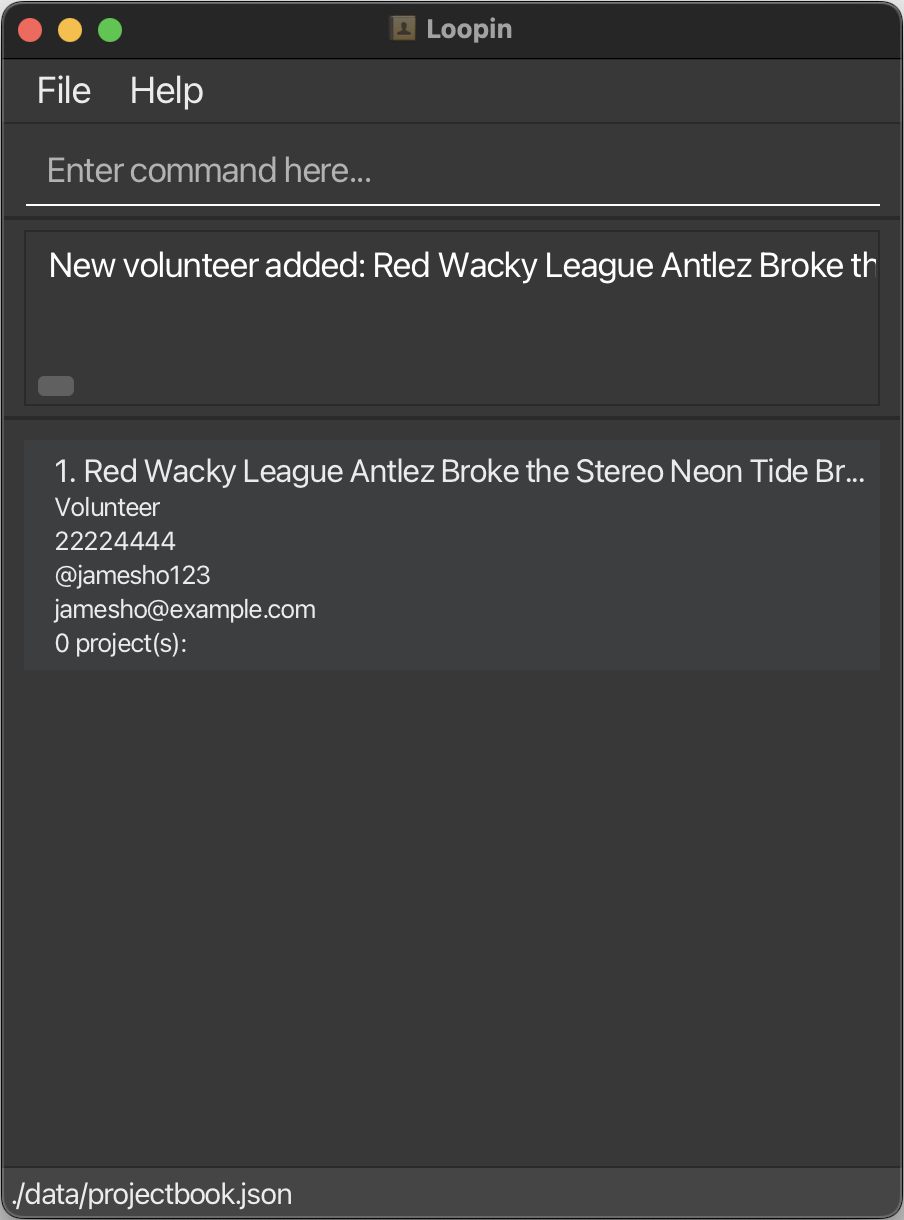 Loopin
File Help
Enter command here...
New volunteer added: Red Wacky League Antlez Broke th
1. Red Wacky League Antlez Broke the Stereo Neon Tide Br...
Volunteer
22224444
@jamesho123
jamesho@example.com
0 project(s):
./data/projectbook.json